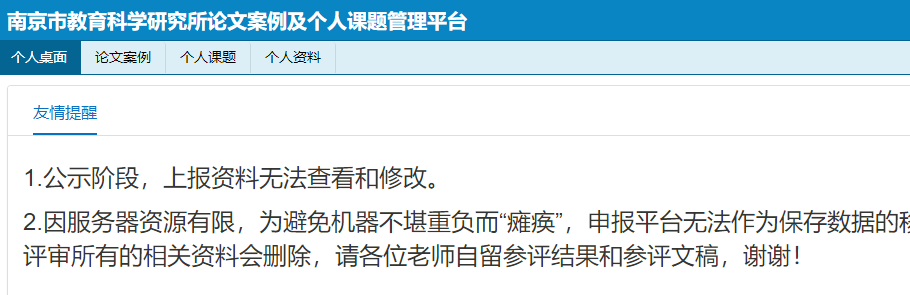 南京市教育科学研究所论文案例及个人课题管理平台
个人桌面 论文案例 个人课题 个人资料
友情提醒
1.公示阶段，上报资料无法查看和修改。
2.因服务器资源有限，为避免机器不堪重负而“瘫痪”，申报平台无法作为保存数据的
评审所有的相关资料会删除，请各位老师自留参评结果和参评文稿，谢谢！